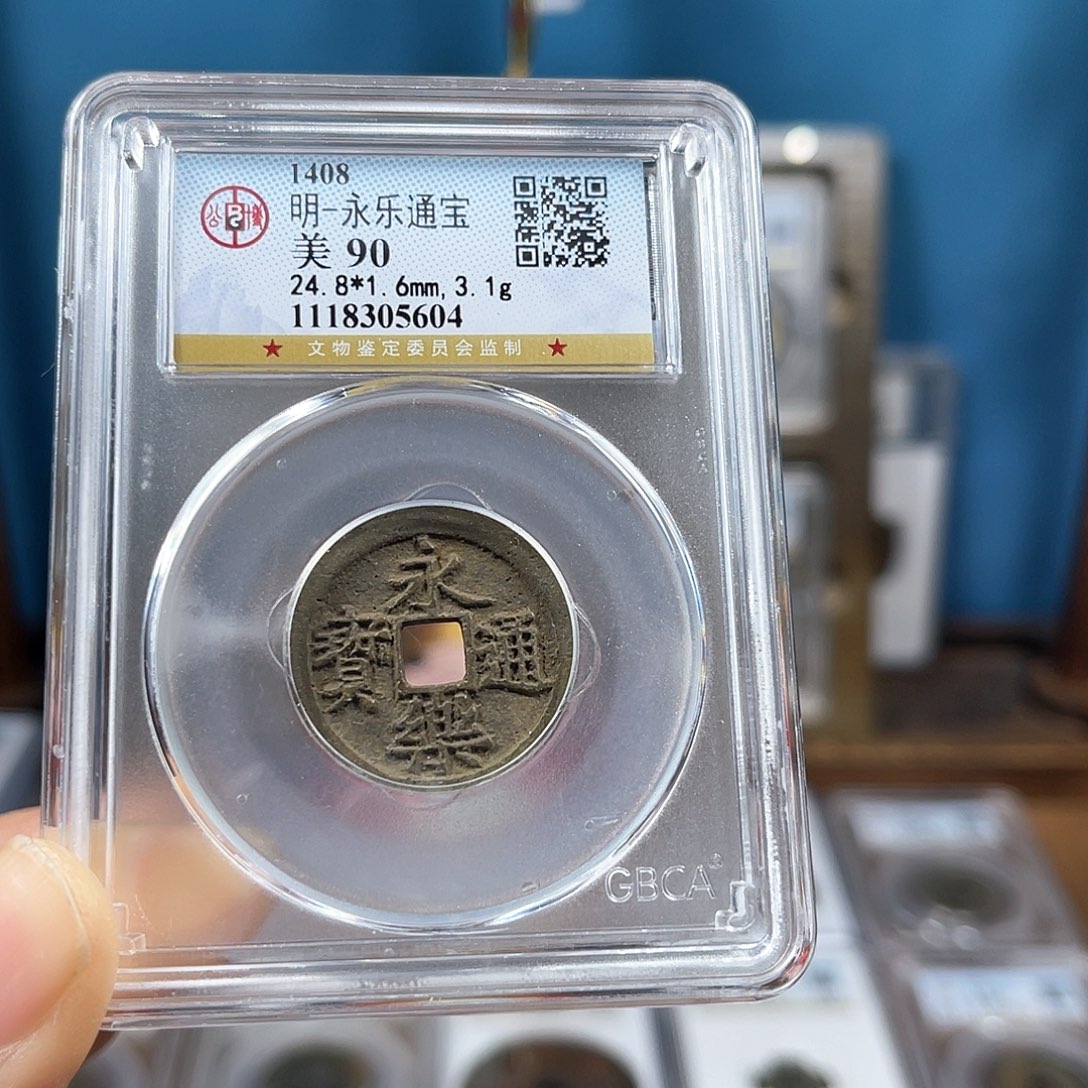 1408
明-永乐通宝
美 90
24.8*1.6mm,3.1g
1118305604
★ 文物鉴定委员会监制 ★
永樂通寶
GBCA